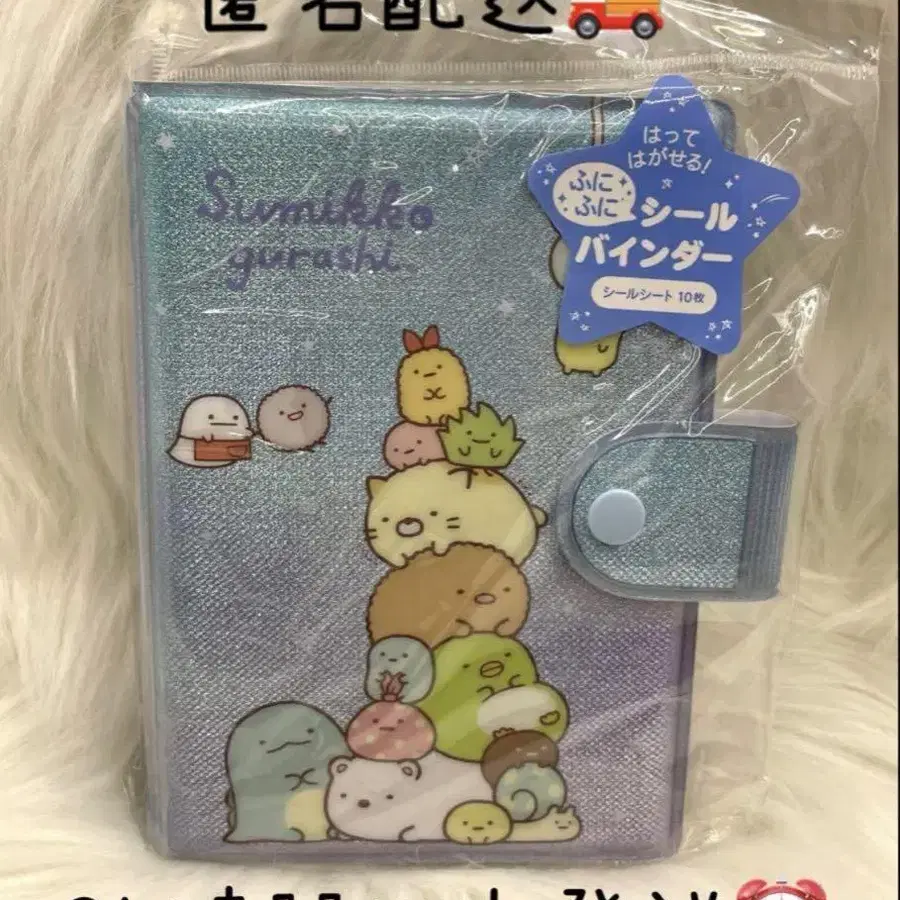 匿名配送🚒
はって
はがせる!
ふに
ふに
シール
バインダー
シールシート 10枚
Sumikko
gurashi